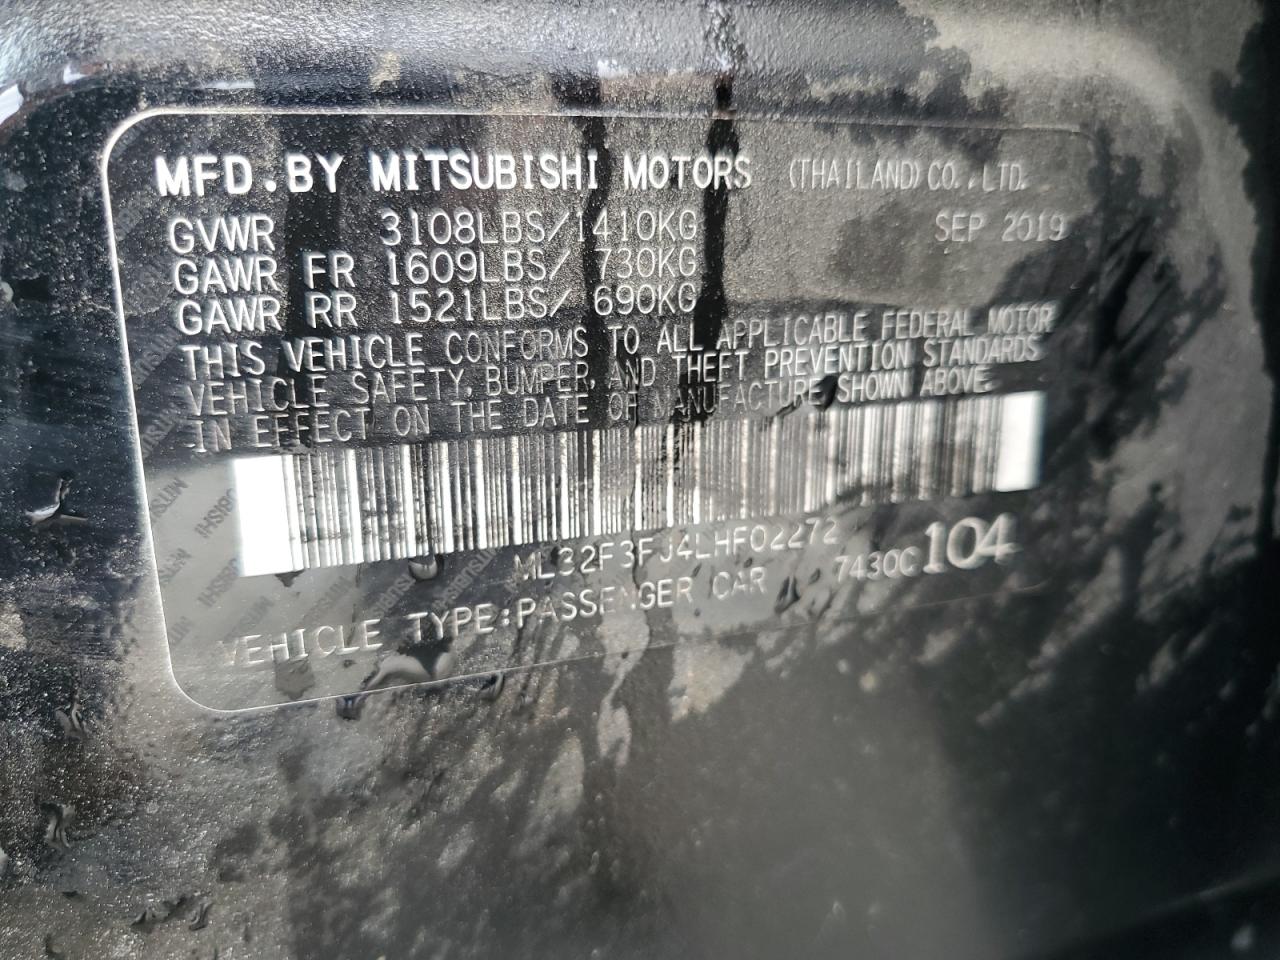 MFD.BY MITSUBISHI MOTORS (THAILAND) CO.,LTD.
GVWR 3108LBS/1410KG SEP 2019
GAWR FR 1609LBS/ 730KG
GAWR RR 1521LBS/ 690KG
THIS VEHICLE CONFORMS TO ALL APPLICABLE FEDERAL MOTOR
VEHICLE SAFETY, BUMPER, AND THEFT PREVENTION STANDARDS
IN EFFECT ON THE DATE OF MANUFACTURE SHOWN ABOVE.
ML32F3FJ4LHF02272
7430C 104
VEHICLE TYPE:PASSENGER CAR